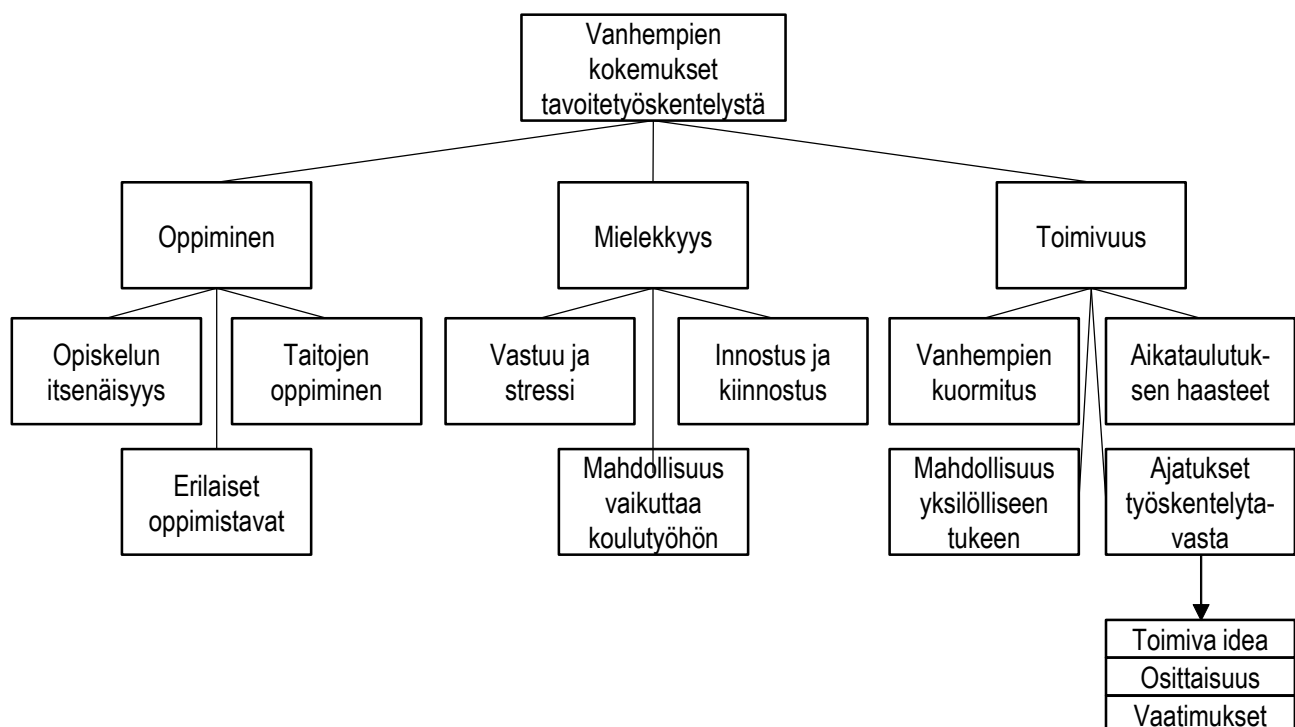 Vanhempien
kokemukset
tavoitetyöskentelystä
Oppiminen
Mielekkyys
Toimivuus
Opiskelun
itsenäisyys
Taitojen
oppiminen
Vastuu ja
stressi
Innostus ja
kiinnostus
Vanhempien
kuormitus
Aikataulutuk-
sen haasteet
Erilaiset
oppimistavat
Mahdollisuus
vaikuttaa
koulutyöhön
Mahdollisuus
yksilölliseen
tukeen
Ajatukset
työskentelyta-
vasta
Toimiva idea
Osittaisuus
Vaatimukset